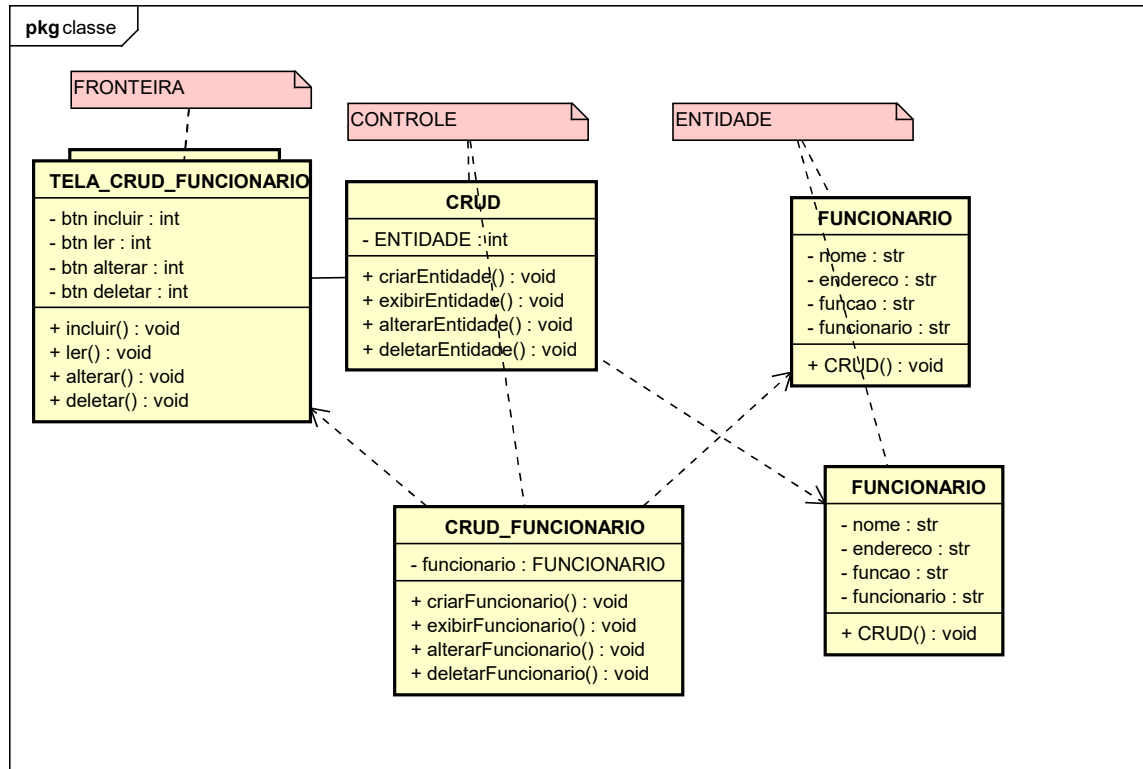 pkg classe
FRONTEIRA
CONTROLE
ENTIDADE
TELA_CRUD_FUNCIONARIO
- btn incluir : int
- btn ler : int
- btn alterar : int
- btn deletar : int
+ incluir() : void
+ ler() : void
+ alterar() : void
+ deletar() : void
CRUD
- ENTIDADE : int
+ criarEntidade() : void
+ exibirEntidade() : void
+ alterarEntidade() : void
+ deletarEntidade() : void
FUNCIONARIO
- nome : str
- endereco : str
- funcao : str
- funcionario : str
+ CRUD() : void
CRUD_FUNCIONARIO
- funcionario : FUNCIONARIO
+ criarFuncionario() : void
+ exibirFuncionario() : void
+ alterarFuncionario() : void
+ deletarFuncionario() : void
FUNCIONARIO
- nome : str
- endereco : str
- funcao : str
- funcionario : str
+ CRUD() : void